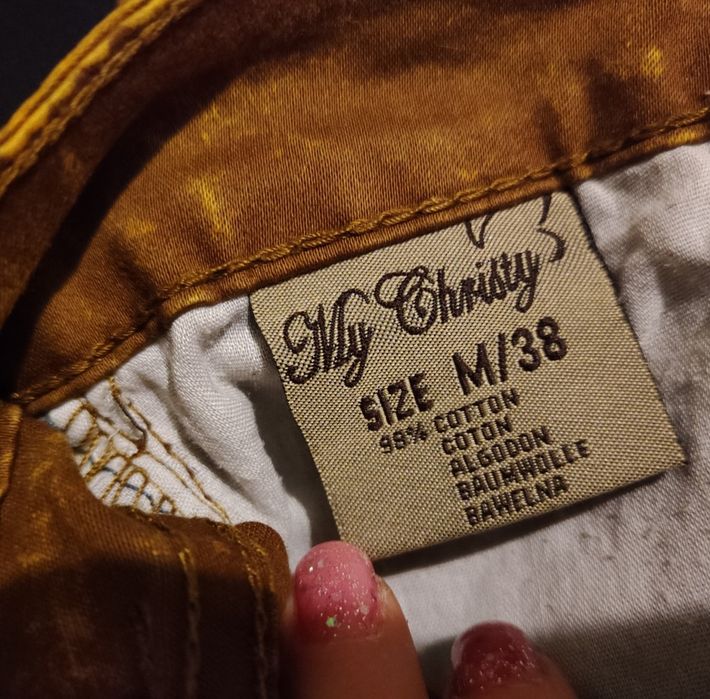 My Christy
SIZE M/38
98% COTTON
COTON
ALGODON
BAUMWOLLE
BAWELNA